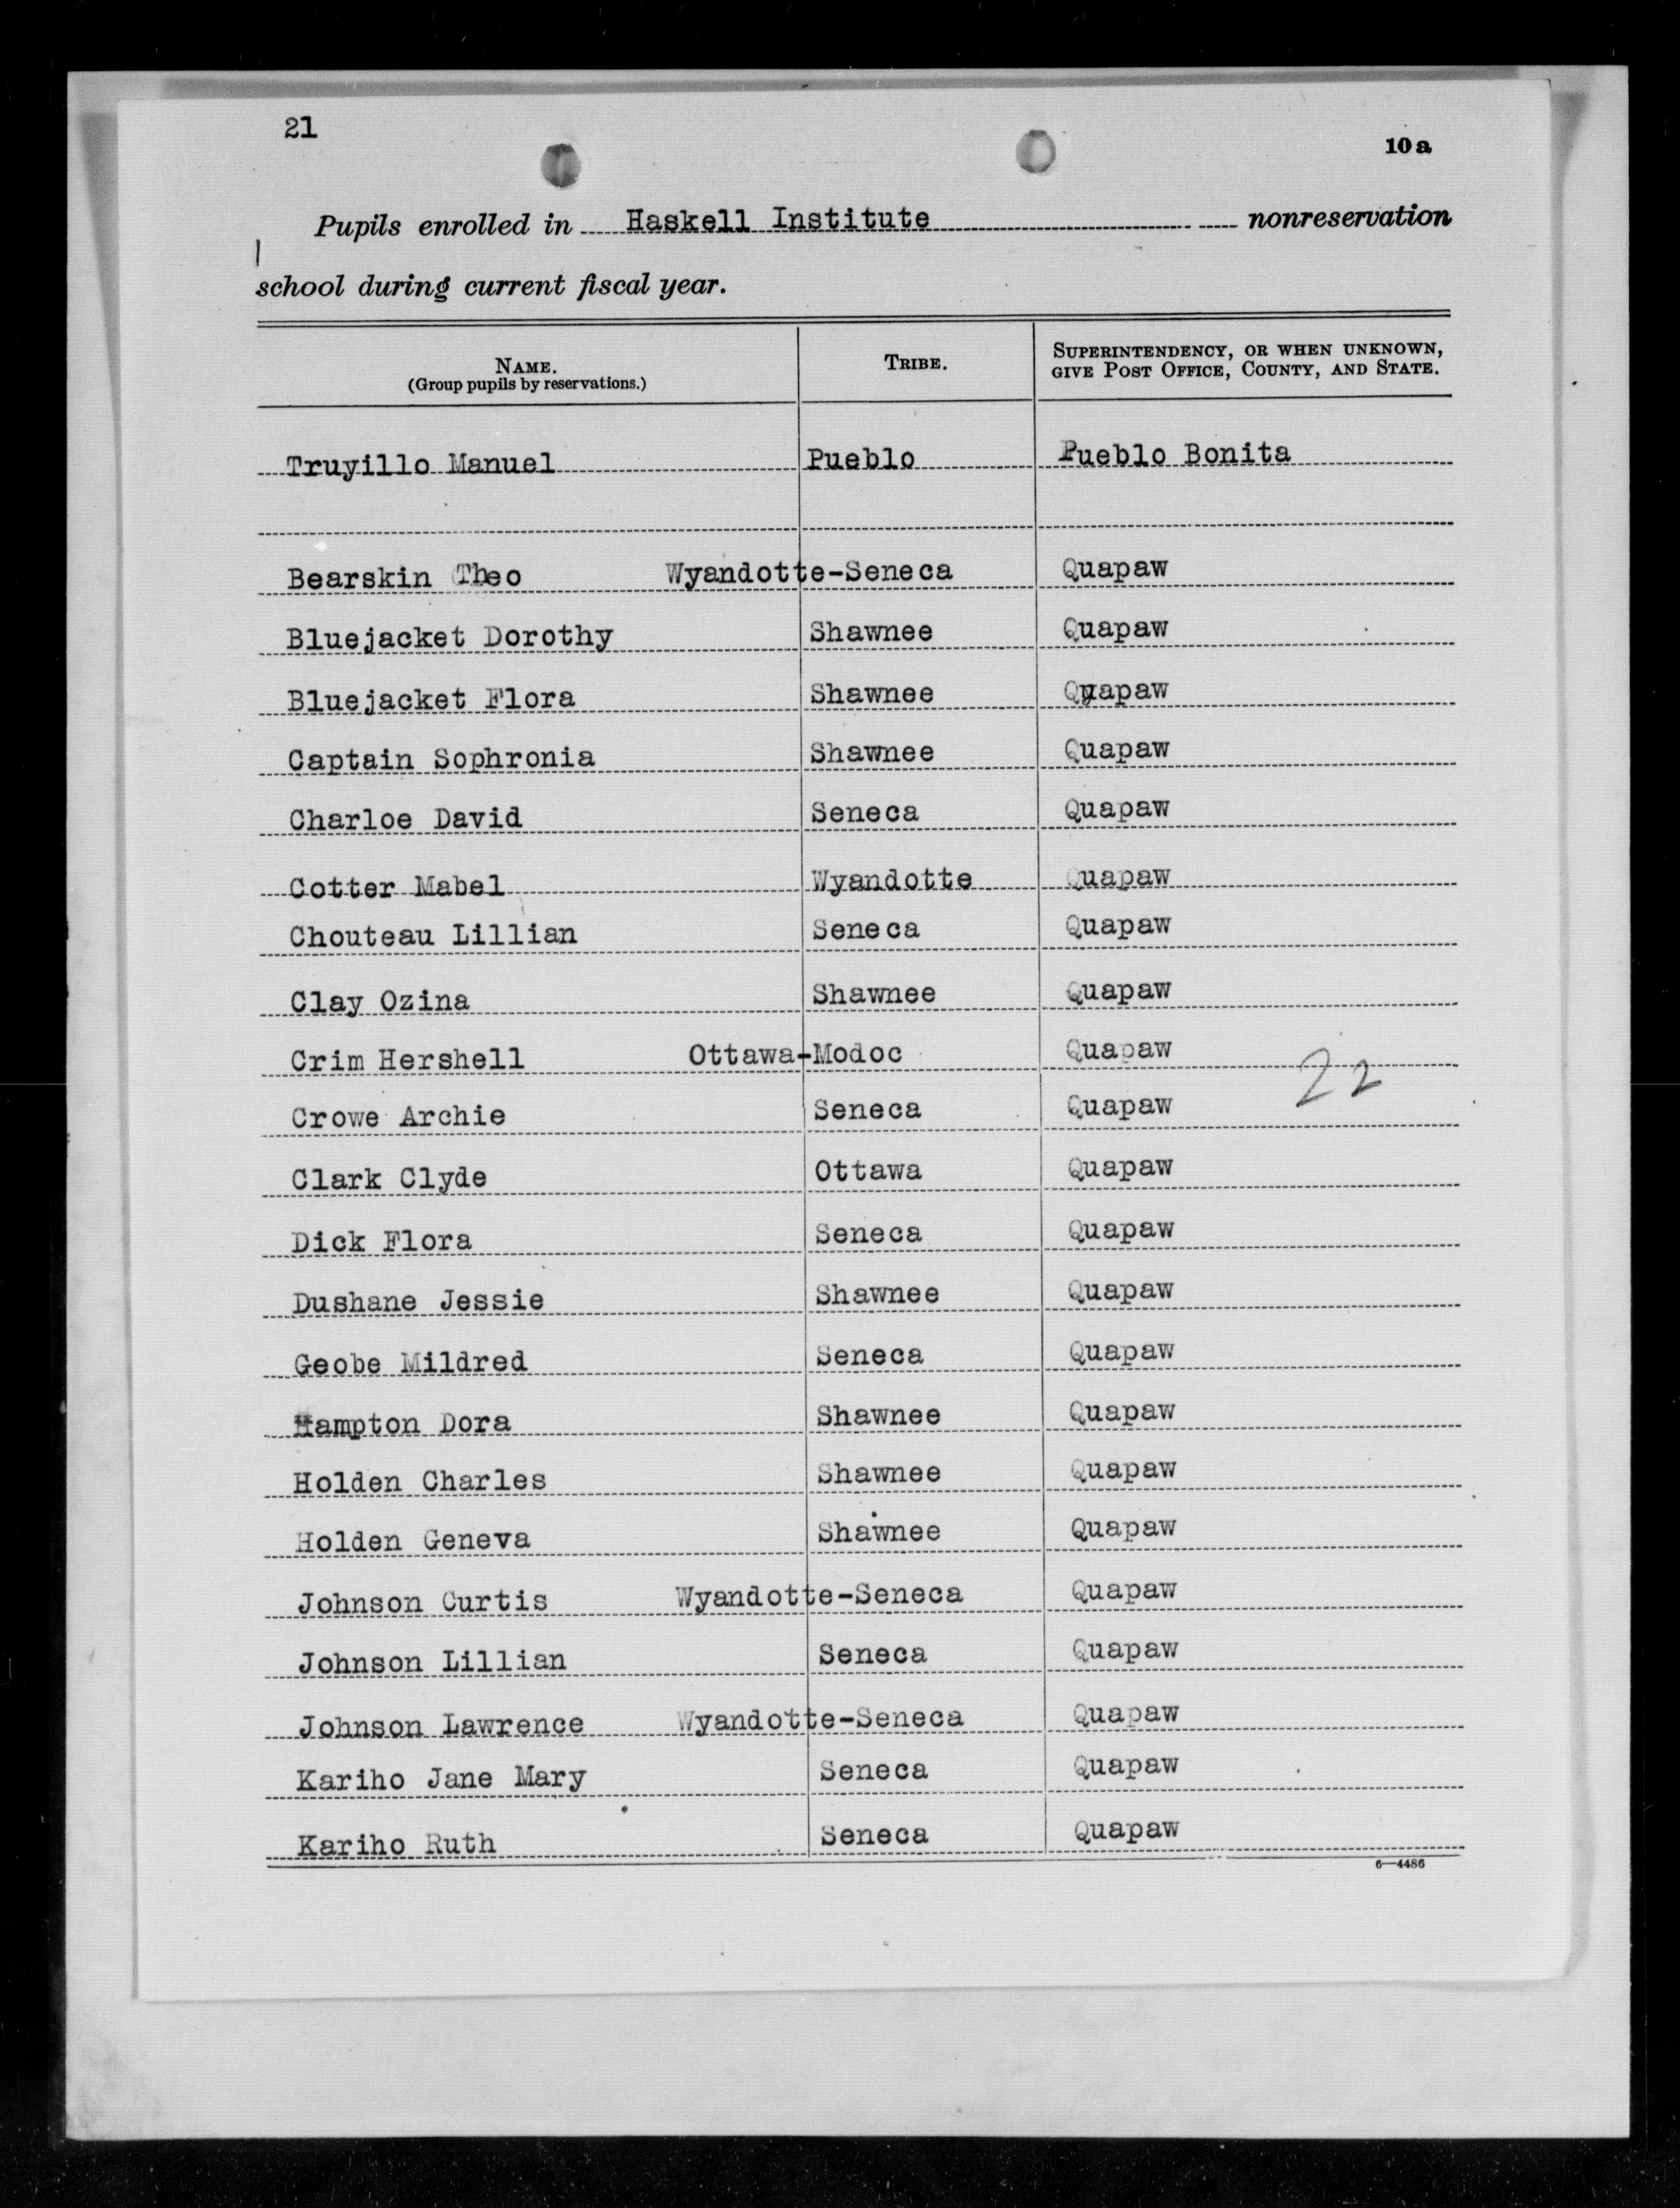 21
10 a
Pupils enrolled in Haskell Institute nonreservation
school during current fiscal year.
NAME. TRIBE. SUPERINTENDENCY, OR WHEN UNKNOWN,
(Group pupils by reservations.) GIVE POST OFFICE, COUNTY, AND STATE.
Truyillo Manuel Pueblo Pueblo Bonita
Bearskin Theo Wyandotte-Seneca Quapaw
Bluejacket Dorothy Shawnee Quapaw
Bluejacket Flora Shawnee Quapaw
Captain Sophronia Shawnee Quapaw
Charloe David Seneca Quapaw
Cotter Mabel Wyandotte Quapaw
Chouteau Lillian Seneca Quapaw
Clay Ozina Shawnee Quapaw
Crim Hershell Ottawa-Modoc Quapaw
22
Crowe Archie Seneca Quapaw
Clark Clyde Ottawa Quapaw
Dick Flora Seneca Quapaw
Dushane Jessie Shawnee Quapaw
Geobe Mildred Seneca Quapaw
Hampton Dora Shawnee Quapaw
Holden Charles Shawnee Quapaw
Holden Geneva Shawnee Quapaw
Johnson Curtis Wyandotte-Seneca Quapaw
Johnson Lillian Seneca Quapaw
Johnson Lawrence Wyandotte-Seneca Quapaw
Kariho Jane Mary Seneca Quapaw
Kariho Ruth Seneca Quapaw
6—4486